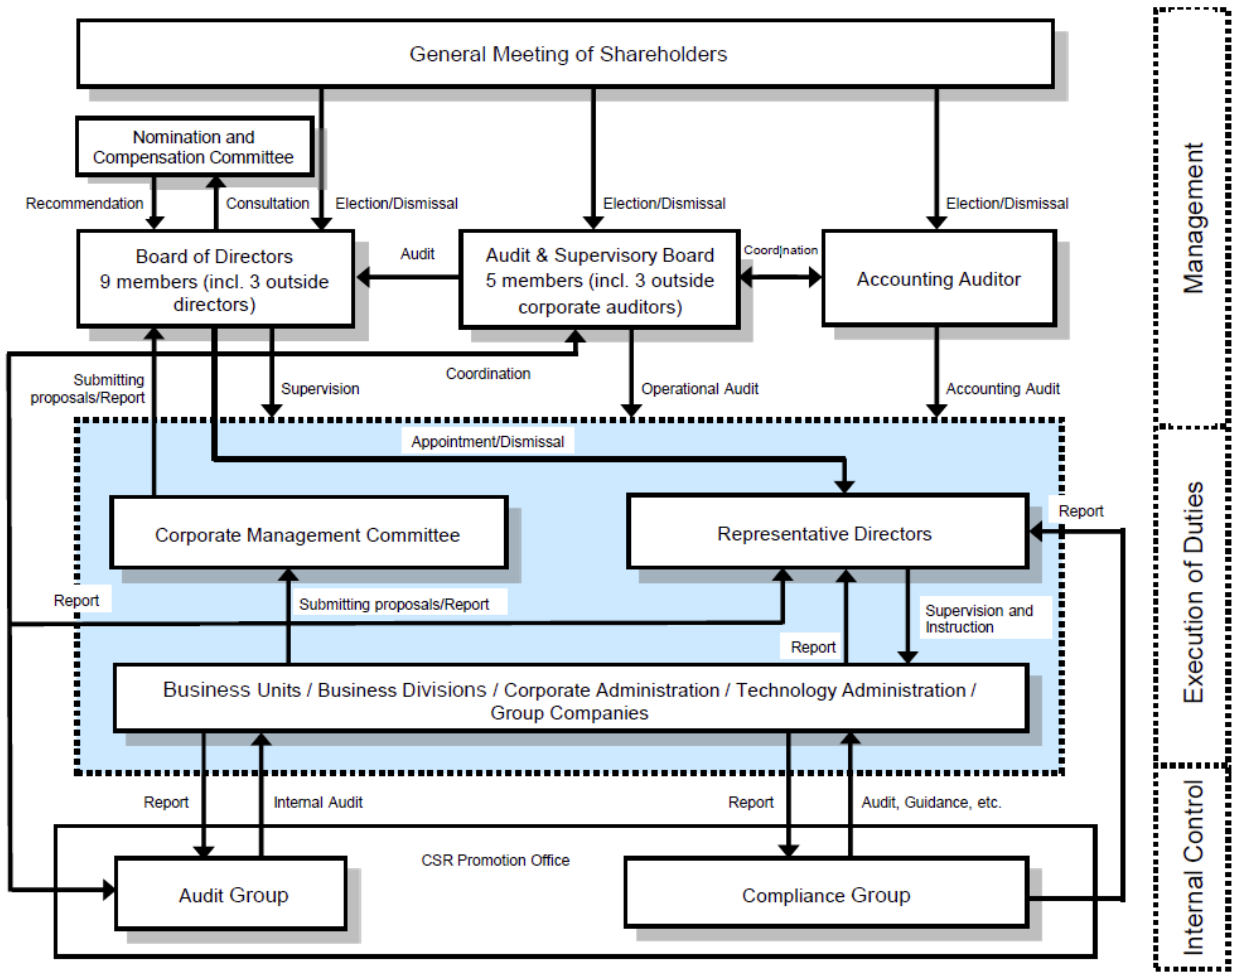 General Meeting of Shareholders
Nomination and
Compensation Committee
Recommendation
Consultation
Election/Dismissal
Election/Dismissal
Election/Dismissal
Board of Directors
9 members (incl. 3 outside
directors)
Audit
Audit & Supervisory Board
5 members (incl. 3 outside
corporate auditors)
Coordination
Accounting Auditor
Management
Submitting
proposals/Report
Supervision
Coordination
Operational Audit
Accounting Audit
Appointment/Dismissal
Corporate Management Committee
Representative Directors
Report
Execution of Duties
Report
Submitting proposals/Report
Report
Supervision and
Instruction
Business Units / Business Divisions / Corporate Administration / Technology Administration /
Group Companies
Report
Internal Audit
Report
Audit, Guidance, etc.
CSR Promotion Office
Audit Group
Compliance Group
Internal Control